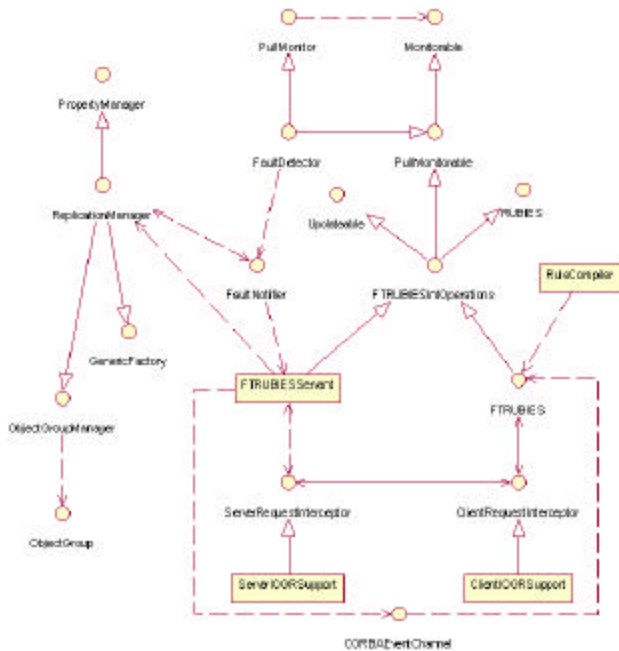 PullMonitor
Monitorable
PropertyManager
FaultDetector
PullMonitorable
ReplicationManager
Updateable
RUBIES
RuleCompiler
FaultNotifier
FTRUBIESIntOperations
GenericFactory
FTRUBIESServant
FTRUBIES
ObjectGroupManager
ServerRequestInterceptor
ClientRequestInterceptor
ObjectGroup
ServerIOGRSupport
ClientIOGRSupport
CORBAEventChannel